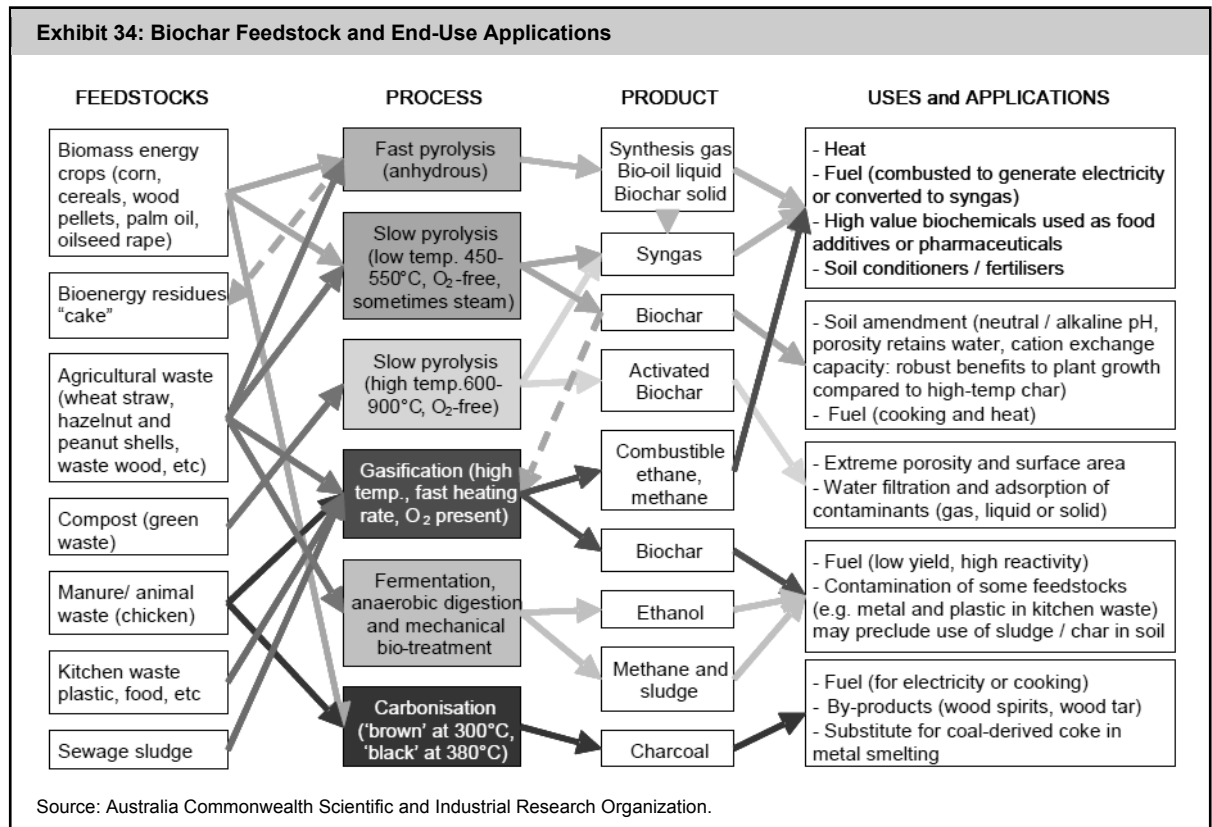 Exhibit 34: Biochar Feedstock and End-Use Applications
FEEDSTOCKS
Biomass energy
crops (corn,
cereals, wood
pellets, palm oil,
oilseed rape)
Bioenergy residues
“cake”
Agricultural waste
(wheat straw,
hazelnut and
peanut shells,
waste wood, etc)
Compost (green
waste)
Manure/ animal
waste (chicken)
Kitchen waste
plastic, food, etc
Sewage sludge
PROCESS
Fast pyrolysis
(anhydrous)
Slow pyrolysis
(low temp. 450-
550°C, O₂-free,
sometimes steam)
Slow pyrolysis
(high temp.600-
900°C, O₂-free)
Gasification (high
temp., fast heating
rate, O₂ present)
Fermentation,
anaerobic digestion
and mechanical
bio-treatment
Carbonisation
(‘brown’ at 300°C,
‘black’ at 380°C)
PRODUCT
Synthesis gas
Bio-oil liquid
Biochar solid
Syngas
Biochar
Activated
Biochar
Combustible
ethane,
methane
Biochar
Ethanol
Methane and
sludge
Charcoal
USES and APPLICATIONS
- Heat
- Fuel (combusted to generate electricity
or converted to syngas)
- High value biochemicals used as food
additives or pharmaceuticals
- Soil conditioners / fertilisers
- Soil amendment (neutral / alkaline pH,
porosity retains water, cation exchange
capacity: robust benefits to plant growth
compared to high-temp char)
- Fuel (cooking and heat)
- Extreme porosity and surface area
- Water filtration and adsorption of
contaminants (gas, liquid or solid)
- Fuel (low yield, high reactivity)
- Contamination of some feedstocks
(e.g. metal and plastic in kitchen waste)
may preclude use of sludge / char in soil
- Fuel (for electricity or cooking)
- By-products (wood spirits, wood tar)
- Substitute for coal-derived coke in
metal smelting
Source: Australia Commonwealth Scientific and Industrial Research Organization.